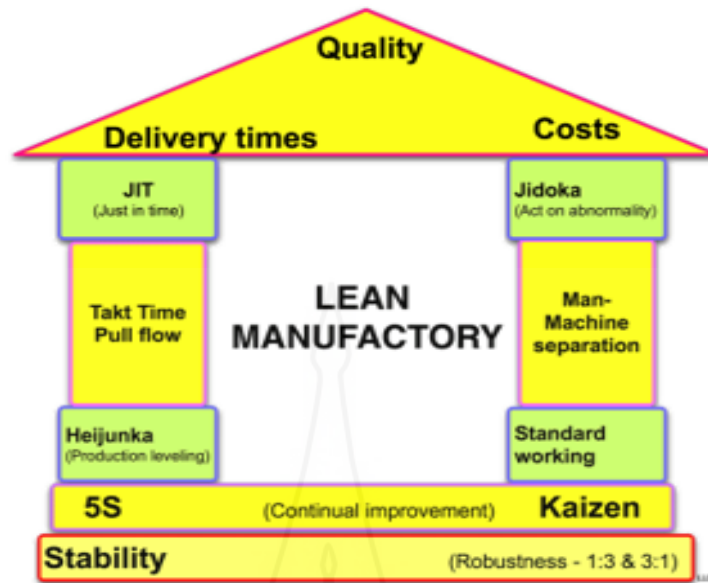 Quality
Delivery times
Costs
JIT
(Just in time)
Jidoka
(Act on abnormality)
Takt Time
Pull flow
LEAN
MANUFACTORY
Man-
Machine
separation
Heijunka
(Production leveling)
Standard
working
5S (Continual improvement) Kaizen
Stability (Robustness - 1:3 & 3:1)